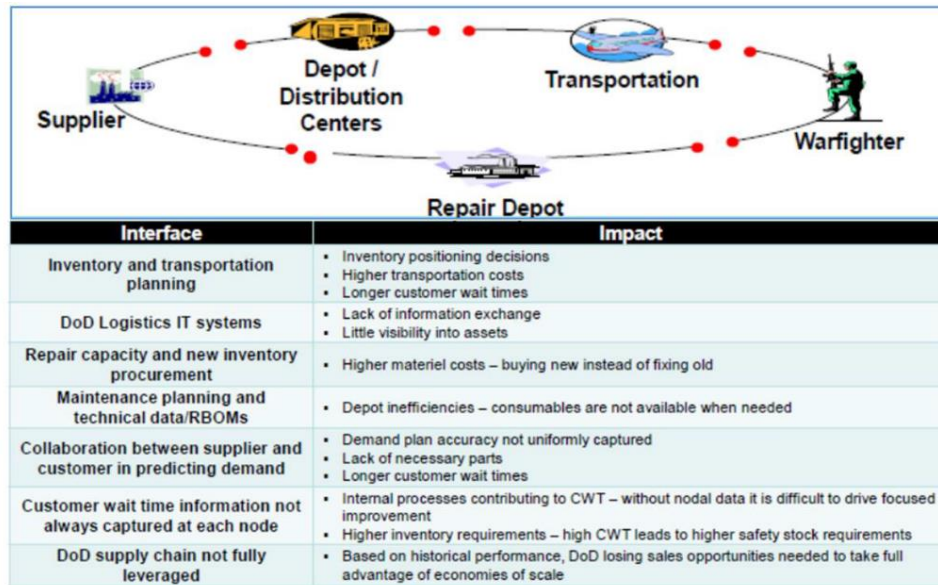 Depot /
Distribution
Centers
Transportation
Supplier
Warfighter
Repair Depot
Interface
Impact
Inventory and transportation
planning
▪ Inventory positioning decisions
▪ Higher transportation costs
▪ Longer customer wait times
DoD Logistics IT systems
▪ Lack of information exchange
▪ Little visibility into assets
Repair capacity and new inventory
procurement
▪ Higher materiel costs – buying new instead of fixing old
Maintenance planning and
technical data/RBOMs
▪ Depot inefficiencies – consumables are not available when needed
Collaboration between supplier and
customer in predicting demand
▪ Demand plan accuracy not uniformly captured
▪ Lack of necessary parts
▪ Longer customer wait times
Customer wait time information not
always captured at each node
▪ Internal processes contributing to CWT – without nodal data it is difficult to drive focused
improvement
▪ Higher inventory requirements – high CWT leads to higher safety stock requirements
DoD supply chain not fully
leveraged
▪ Based on historical performance, DoD losing sales opportunities needed to take full
advantage of economies of scale